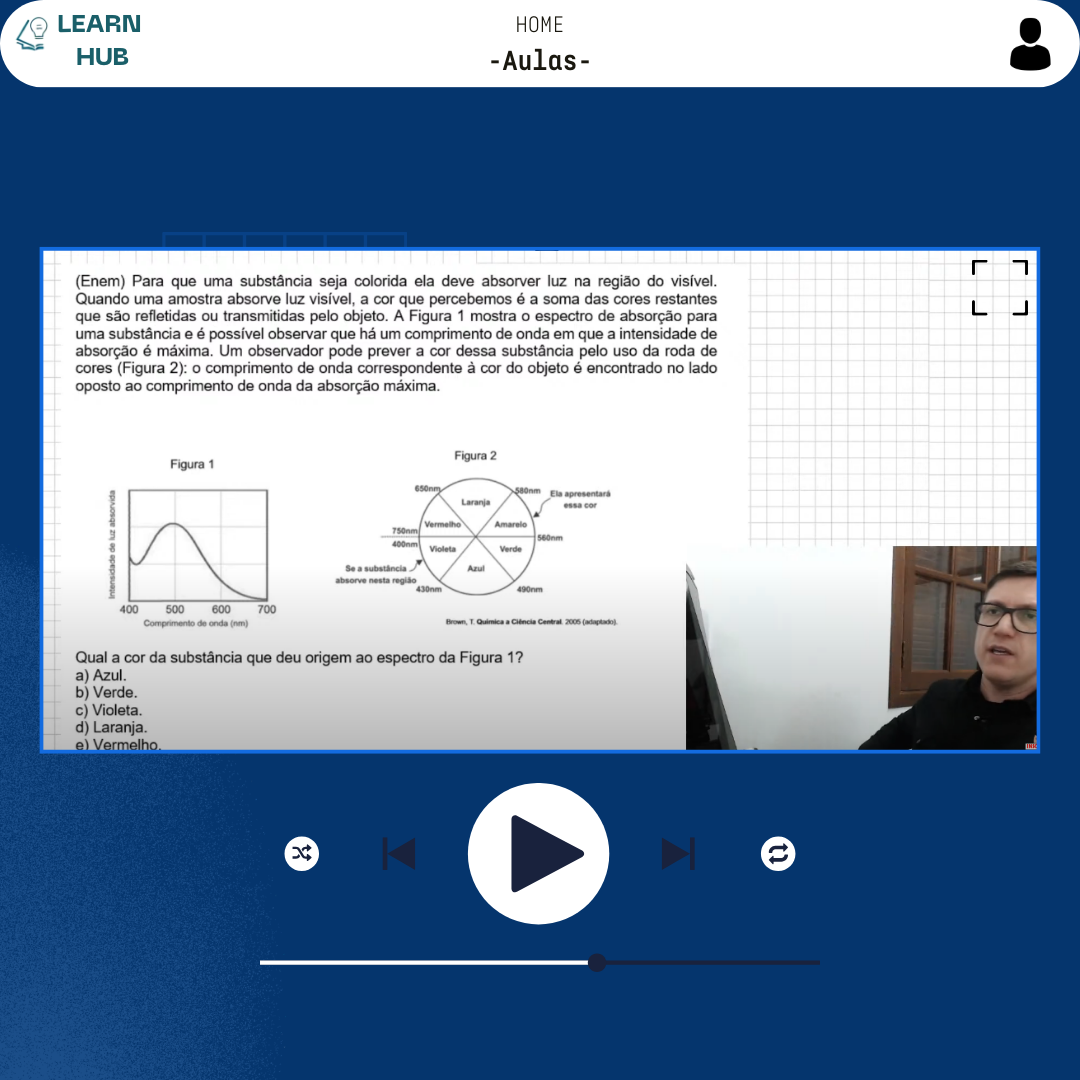 LEARN
HUB
HOME
-Aulas-
(Enem) Para que uma substância seja colorida ela deve absorver luz na região do visível.
Quando uma amostra absorve luz visível, a cor que percebemos é a soma das cores restantes
que são refletidas ou transmitidas pelo objeto. A Figura 1 mostra o espectro de absorção para
uma substância e é possível observar que há um comprimento de onda em que a intensidade de
absorção é máxima. Um observador pode prever a cor dessa substância pelo uso da roda de
cores (Figura 2): o comprimento de onda correspondente à cor do objeto é encontrado no lado
oposto ao comprimento de onda da absorção máxima.
Figura 1
Intensidade de luz absorvida
400 500 600 700
Comprimento de onda (nm)
Figura 2
650nm
580nm
Ela apresentará
essa cor
Laranja
Vermelho
Amarelo
750nm
400nm
560nm
Violeta
Verde
Azul
Se a substância
absorve nesta região
430nm
490nm
Brown, T. Química a Ciência Central. 2005 (adaptado).
Qual a cor da substância que deu origem ao espectro da Figura 1?
a) Azul.
b) Verde.
c) Violeta.
d) Laranja.
e) Vermelho.